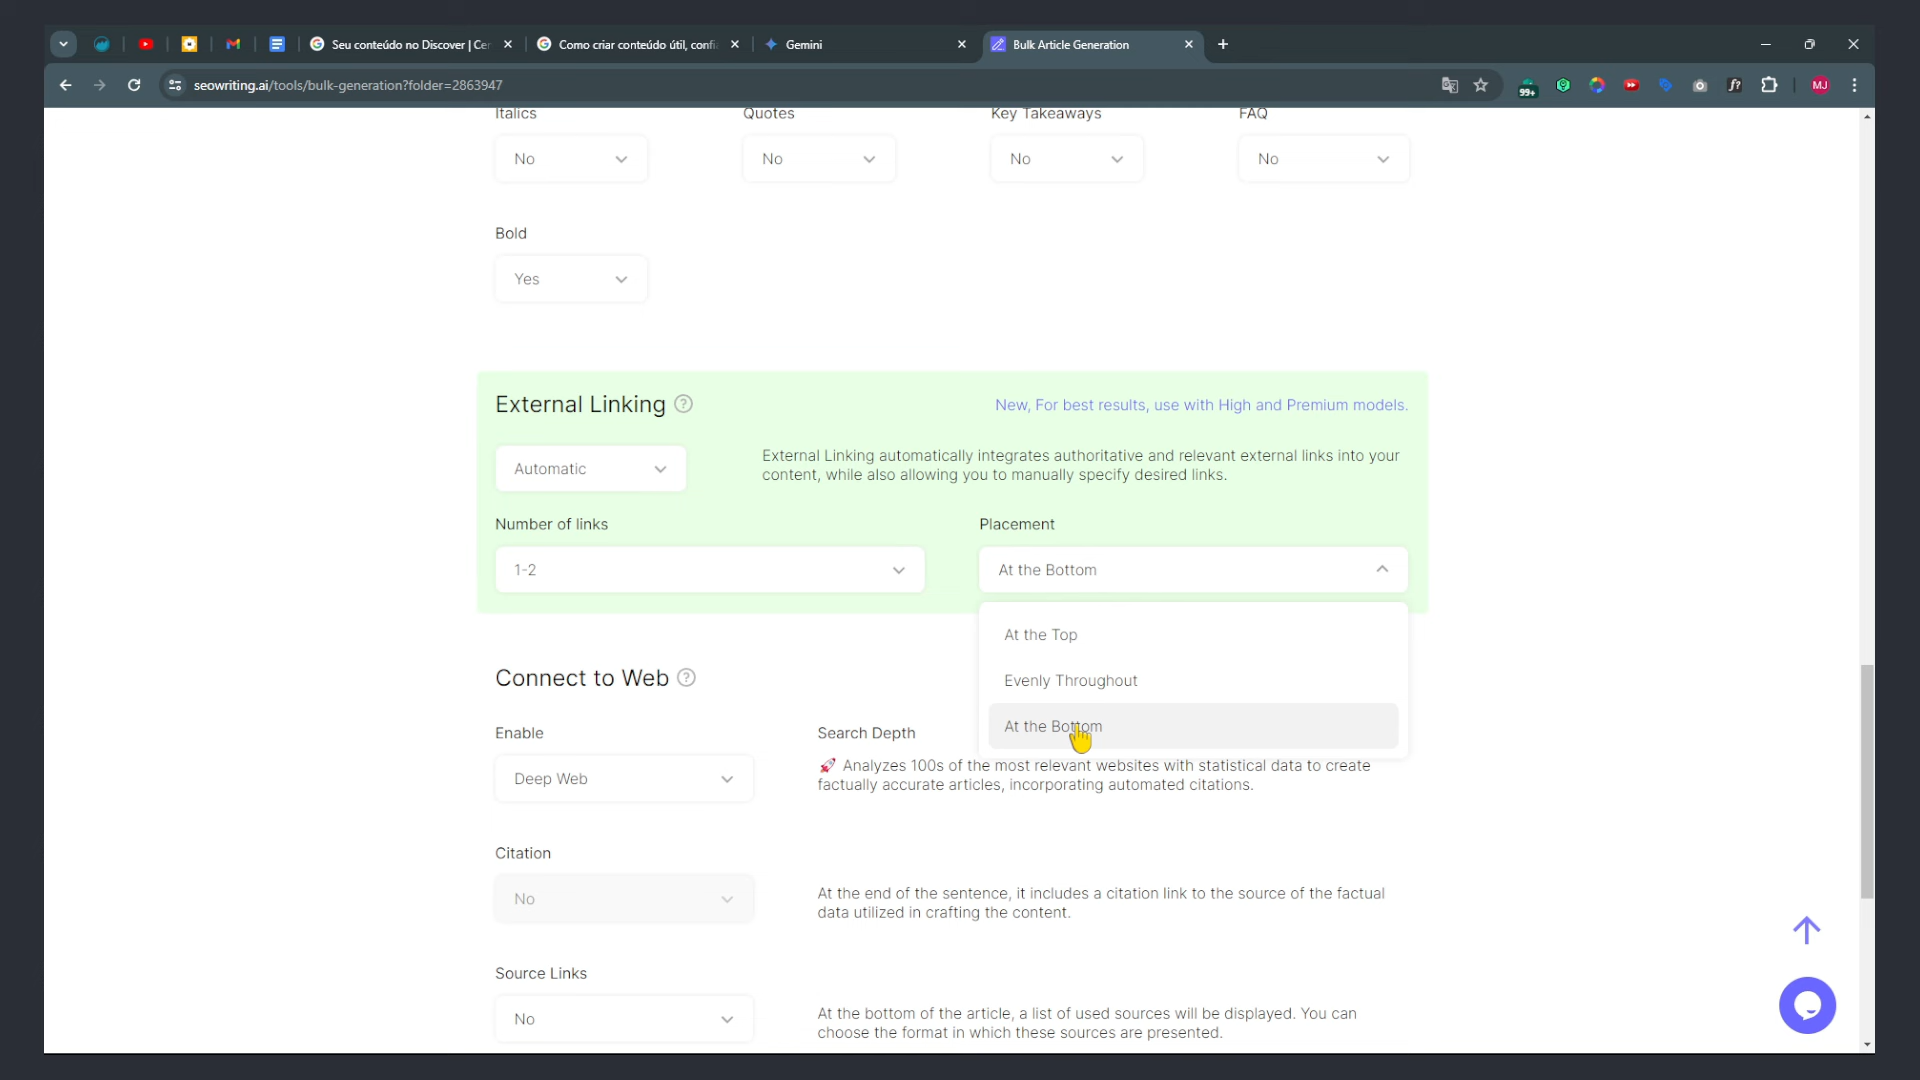 Seu conteúdo no Discover | Cer
Como criar conteúdo útil, confi
Gemini
Bulk Article Generation
seowriting.ai/tools/bulk-generation?folder=2863947
99+
f?
MJ
Italics
Quotes
Key Takeaways
FAQ
No
No
No
No
Bold
Yes
External Linking ?
New, For best results, use with High and Premium models.
Automatic
External Linking automatically integrates authoritative and relevant external links into your
content, while also allowing you to manually specify desired links.
Number of links
Placement
1-2
At the Bottom
At the Top
Evenly Throughout
At the Bottom
Connect to Web ?
Enable
Search Depth
Deep Web
🚀 Analyzes 100s of the most relevant websites with statistical data to create
factually accurate articles, incorporating automated citations.
Citation
No
At the end of the sentence, it includes a citation link to the source of the factual
data utilized in crafting the content.
Source Links
No
At the bottom of the article, a list of used sources will be displayed. You can
choose the format in which these sources are presented.